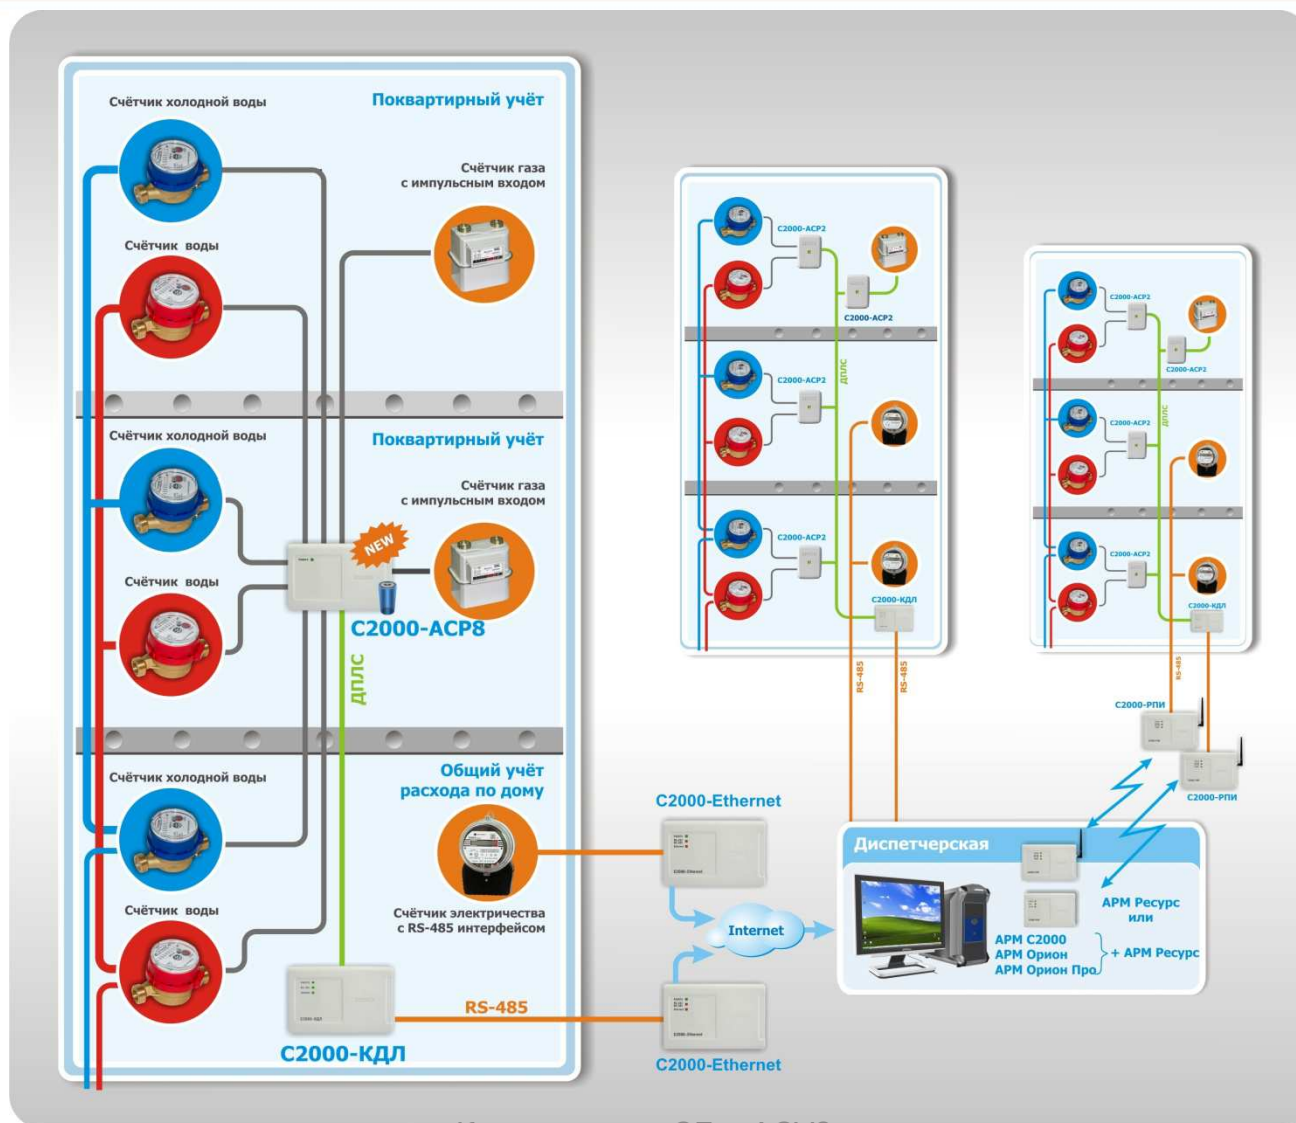 Счётчик холодной воды
Поквартирный учёт
Счётчик газа
с импульсным входом
Счётчик воды
Счётчик холодной воды
Поквартирный учёт
Счётчик газа
с импульсным входом
NEW
Счётчик воды
С2000-АСР8
ДПЛС
Счётчик холодной воды
Общий учёт
расхода по дому
Счётчик воды
Счётчик электричества
с RS-485 интерфейсом
RS-485
С2000-КДЛ
С2000-АСР2
С2000-АСР2
ДПЛС
С2000-АСР2
С2000-АСР2
С2000-КДЛ
RS-485
RS-485
С2000-АСР2
С2000-АСР2
ДПЛС
С2000-АСР2
С2000-АСР2
С2000-КДЛ
RS-485
С2000-РПИ
С2000-РПИ
С2000-Ethernet
Internet
С2000-Ethernet
Диспетчерская
АРМ Ресурс
или
АРМ С2000
АРМ Орион
АРМ Орион Про
+ АРМ Ресурс